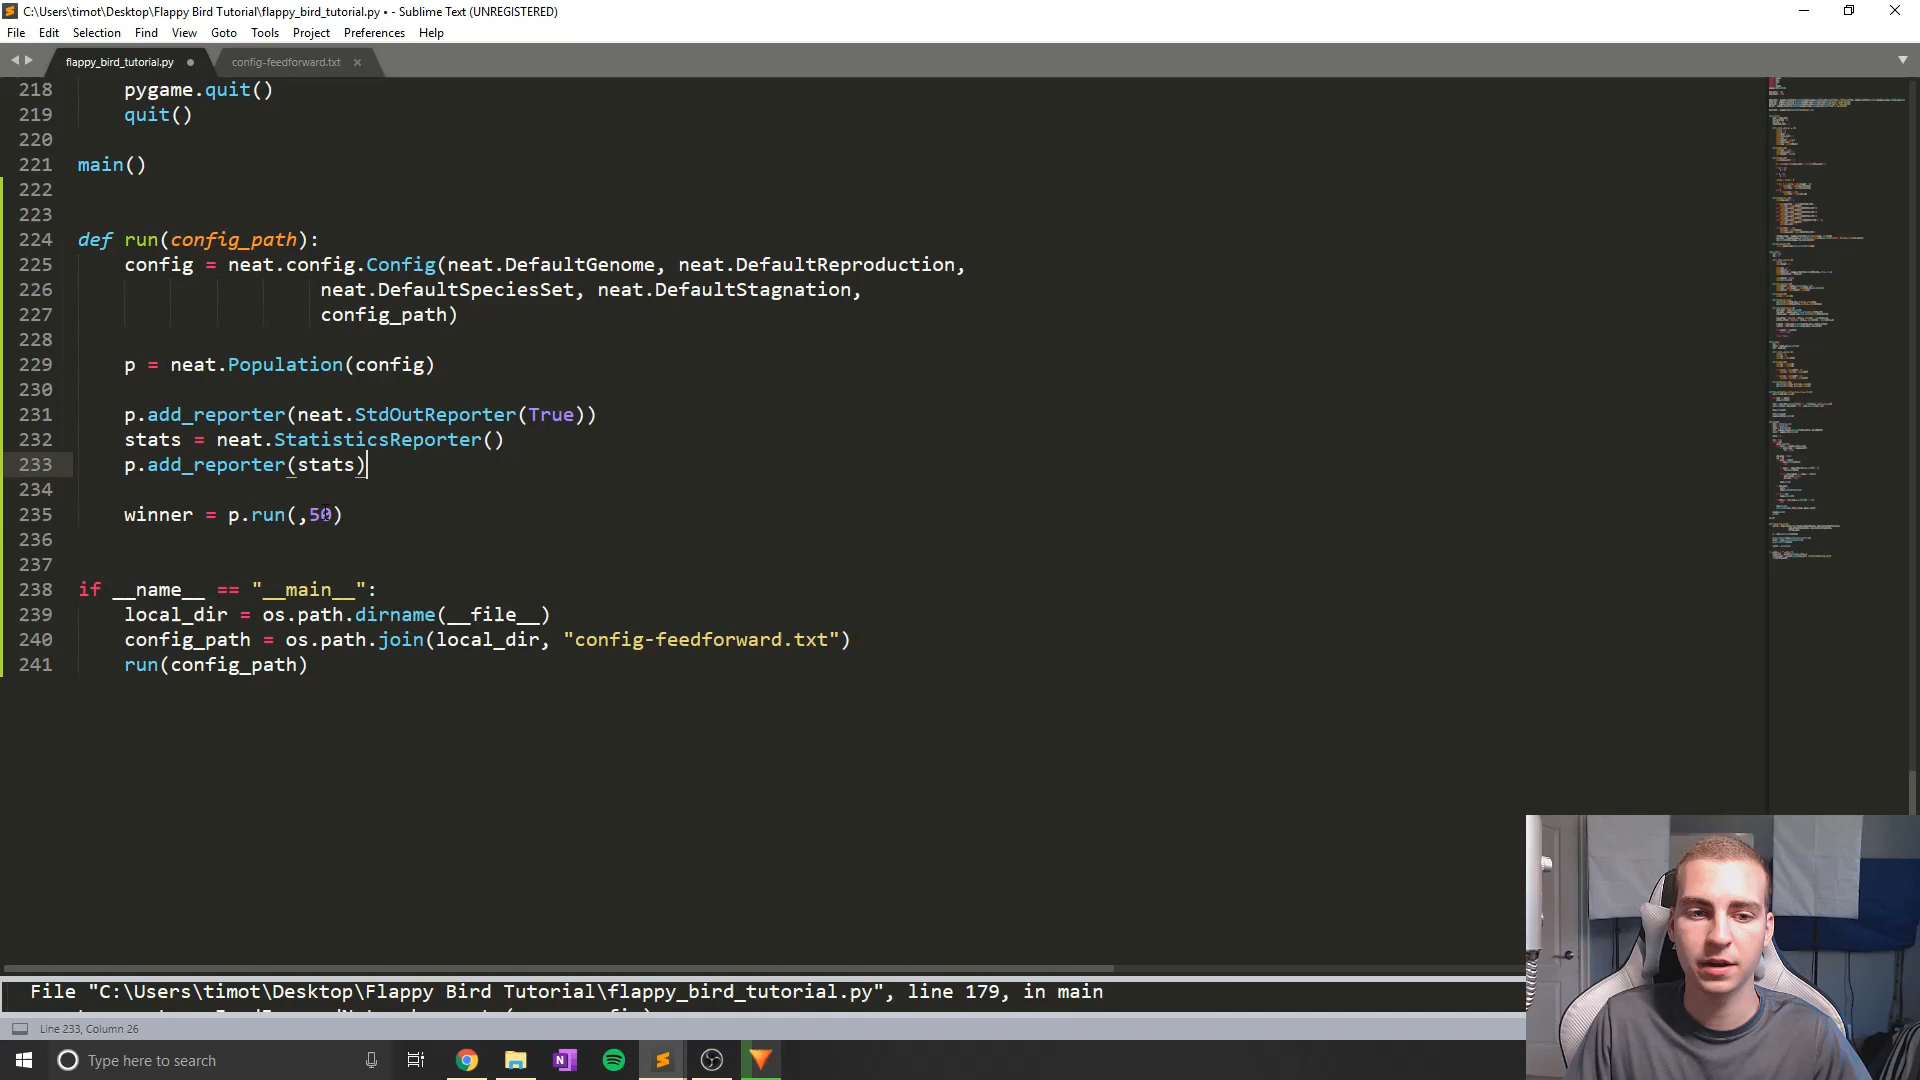 C:\Users\timot\Desktop\Flappy Bird Tutorial\flappy_bird_tutorial.py • - Sublime Text (UNREGISTERED)
File Edit Selection Find View Goto Tools Project Preferences Help
flappy_bird_tutorial.py config-feedforward.txt
218 pygame.quit()
219 quit()
220
221 main()
222
223
224 def run(config_path):
225 config = neat.config.Config(neat.DefaultGenome, neat.DefaultReproduction,
226 neat.DefaultSpeciesSet, neat.DefaultStagnation,
227 config_path)
228
229 p = neat.Population(config)
230
231 p.add_reporter(neat.StdOutReporter(True))
232 stats = neat.StatisticsReporter()
233 p.add_reporter(stats)
234
235 winner = p.run(,50)
236
237
238 if __name__ == "__main__":
239 local_dir = os.path.dirname(__file__)
240 config_path = os.path.join(local_dir, "config-feedforward.txt")
241 run(config_path)
File "C:\Users\timot\Desktop\Flappy Bird Tutorial\flappy_bird_tutorial.py", line 179, in main
Line 233, Column 26
Type here to search